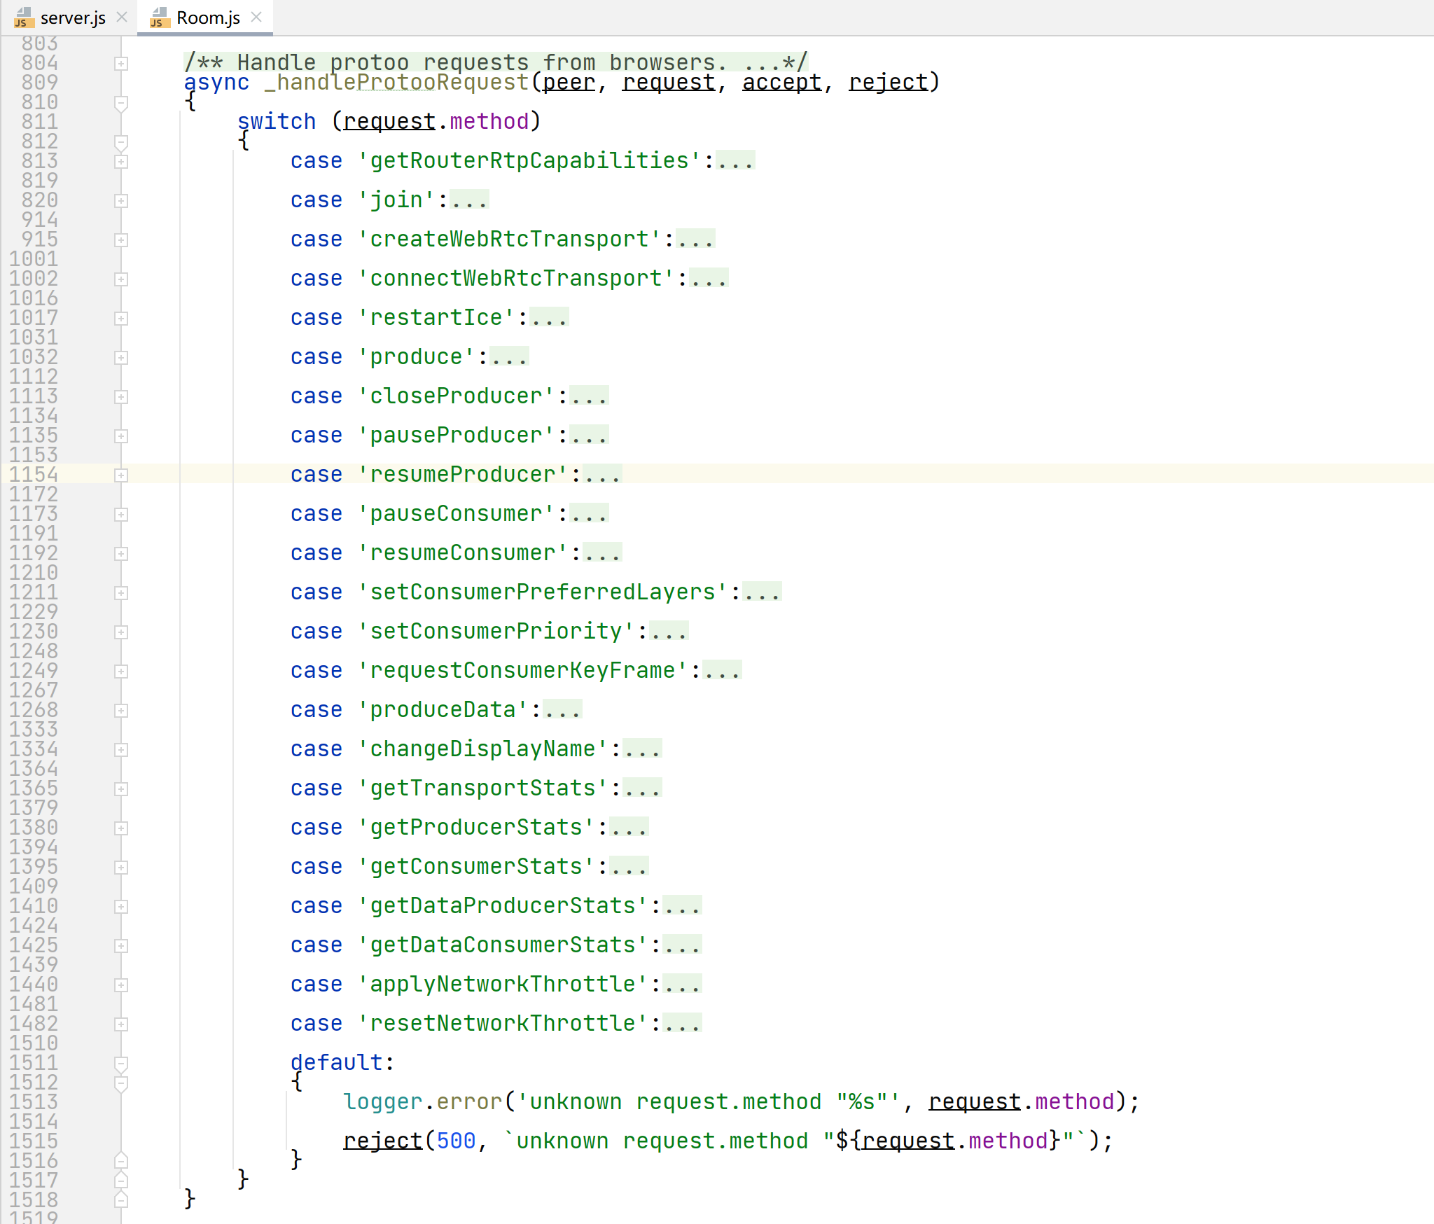 JS server.js × JS Room.js ×
803
804 /** Handle protoo requests from browsers. ...*/
809 async _handleProtooRequest(peer, request, accept, reject)
810 {
811 switch (request.method)
812 {
813 case 'getRouterRtpCapabilities':...
819
820 case 'join':...
914
915 case 'createWebRtcTransport':...
1001
1002 case 'connectWebRtcTransport':...
1016
1017 case 'restartIce':...
1031
1032 case 'produce':...
1112
1113 case 'closeProducer':...
1134
1135 case 'pauseProducer':...
1153
1154 case 'resumeProducer':...
1172
1173 case 'pauseConsumer':...
1191
1192 case 'resumeConsumer':...
1210
1211 case 'setConsumerPreferredLayers':...
1229
1230 case 'setConsumerPriority':...
1248
1249 case 'requestConsumerKeyFrame':...
1267
1268 case 'produceData':...
1333
1334 case 'changeDisplayName':...
1364
1365 case 'getTransportStats':...
1379
1380 case 'getProducerStats':...
1394
1395 case 'getConsumerStats':...
1409
1410 case 'getDataProducerStats':...
1424
1425 case 'getDataConsumerStats':...
1439
1440 case 'applyNetworkThrottle':...
1481
1482 case 'resetNetworkThrottle':...
1510
1511 default:
1512 {
1513 logger.error('unknown request.method "%s"', request.method);
1514
1515 reject(500, `unknown request.method "${request.method}"`);
1516 }
1517 }
1518 }
1519